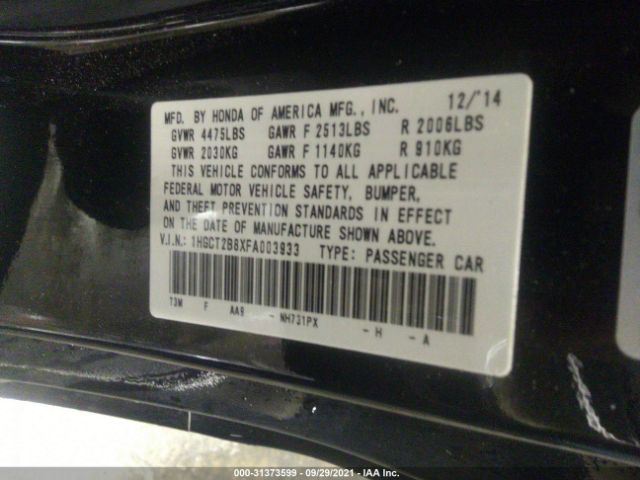 MFD. BY HONDA OF AMERICA MFG., INC. 12/'14
GVWR 4475LBS GAWR F 2513LBS R 2006LBS
GVWR 2030KG GAWR F 1140KG R 910KG
THIS VEHICLE CONFORMS TO ALL APPLICABLE
FEDERAL MOTOR VEHICLE SAFETY, BUMPER,
AND THEFT PREVENTION STANDARDS IN EFFECT
ON THE DATE OF MANUFACTURE SHOWN ABOVE.
V.I.N.: 1HGCT2B8XFA003933 TYPE: PASSENGER CAR
T3M F AA9 - NH731PX - H - A
000-31373599 - 09/29/2021 - IAA Inc.